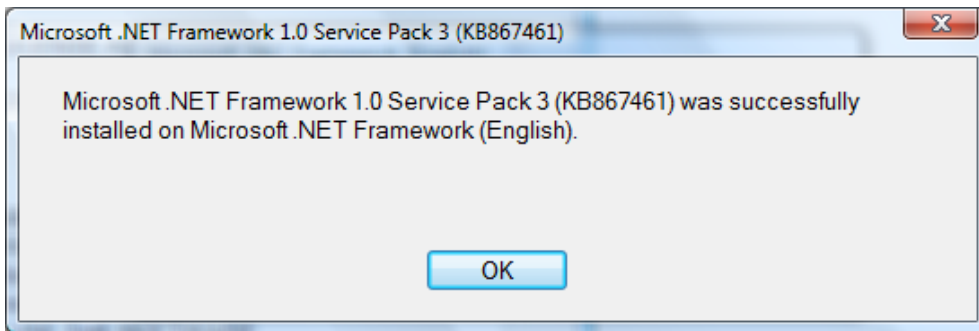 Microsoft .NET Framework 1.0 Service Pack 3 (KB867461)
Microsoft .NET Framework 1.0 Service Pack 3 (KB867461) was successfully
installed on Microsoft .NET Framework (English).
OK